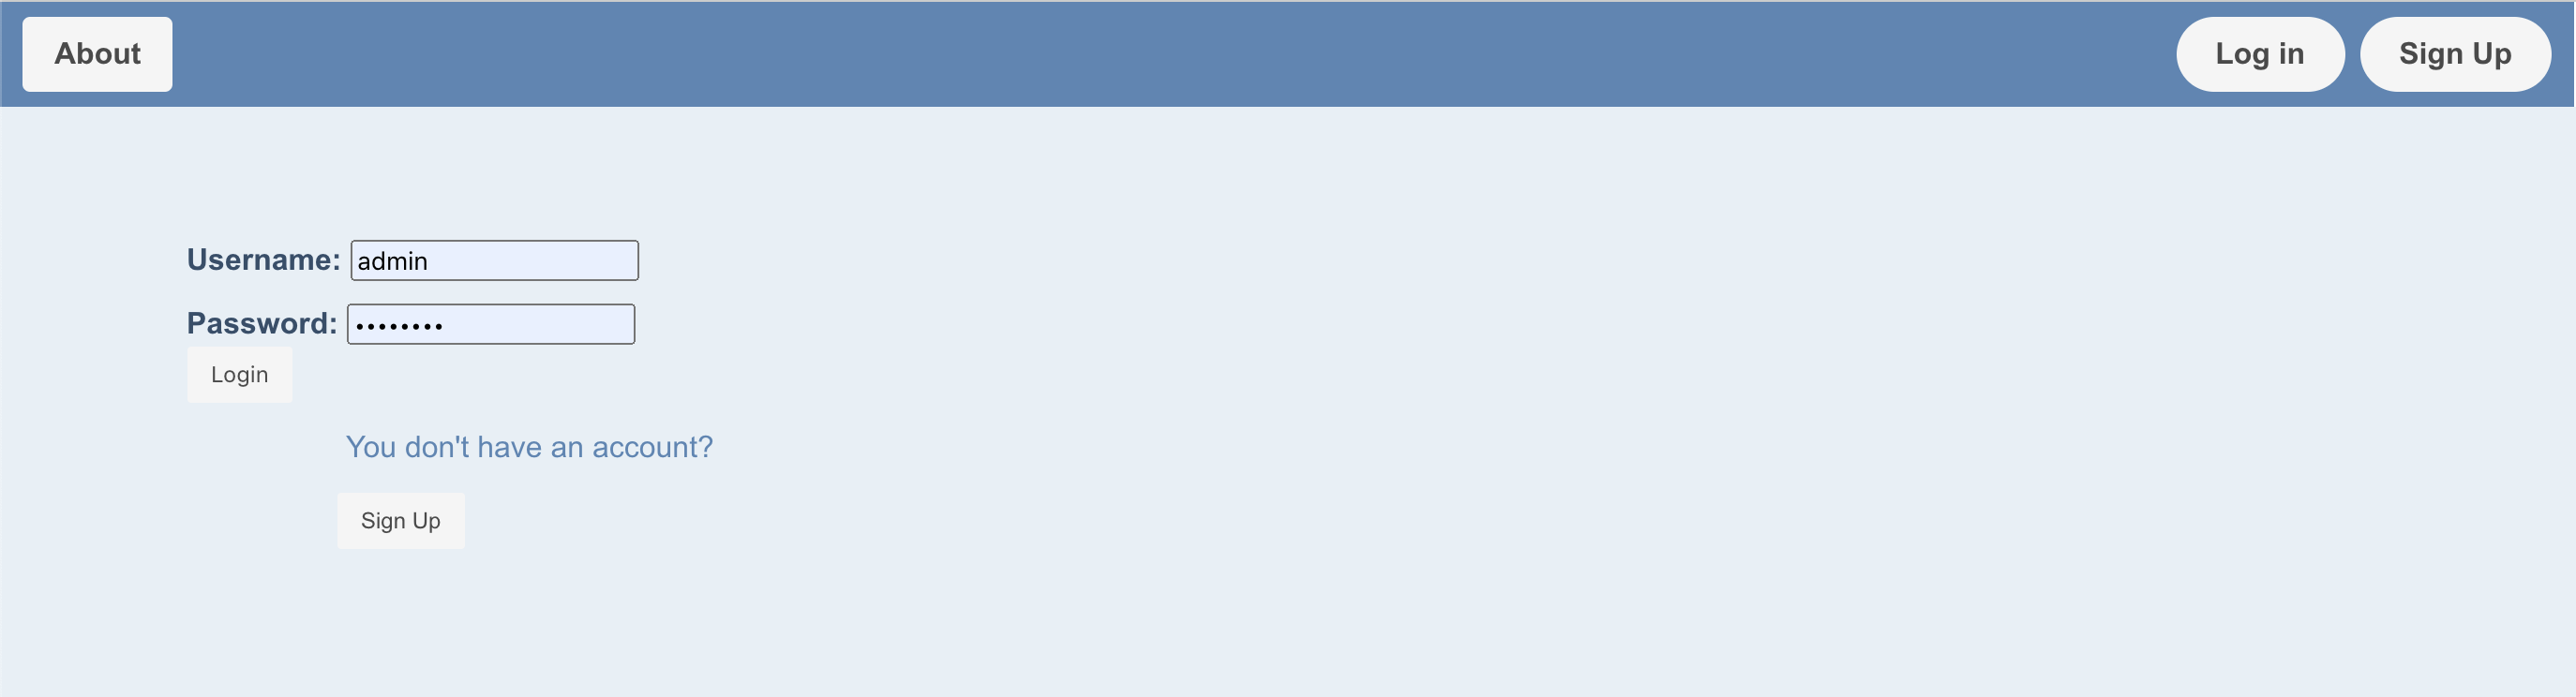 About Log in Sign Up
Username: admin
Password: ••••••••
Login
You don't have an account?
Sign Up